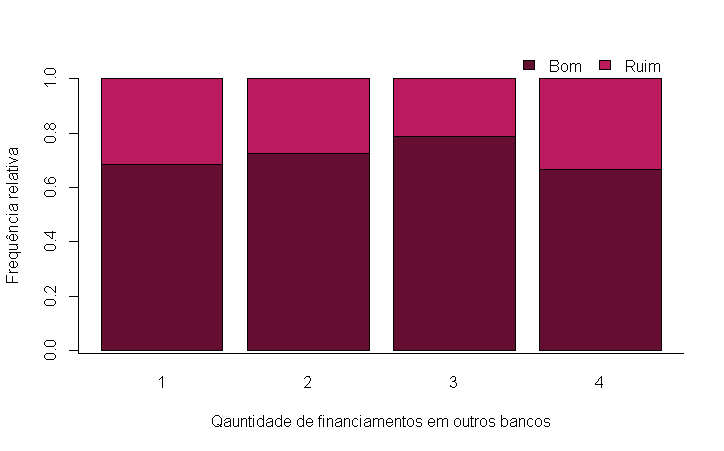 Bom Ruim
Frequência relativa
1.0
0.8
0.6
0.4
0.2
0.0
1 2 3 4
Qauntidade de financiamentos em outros bancos